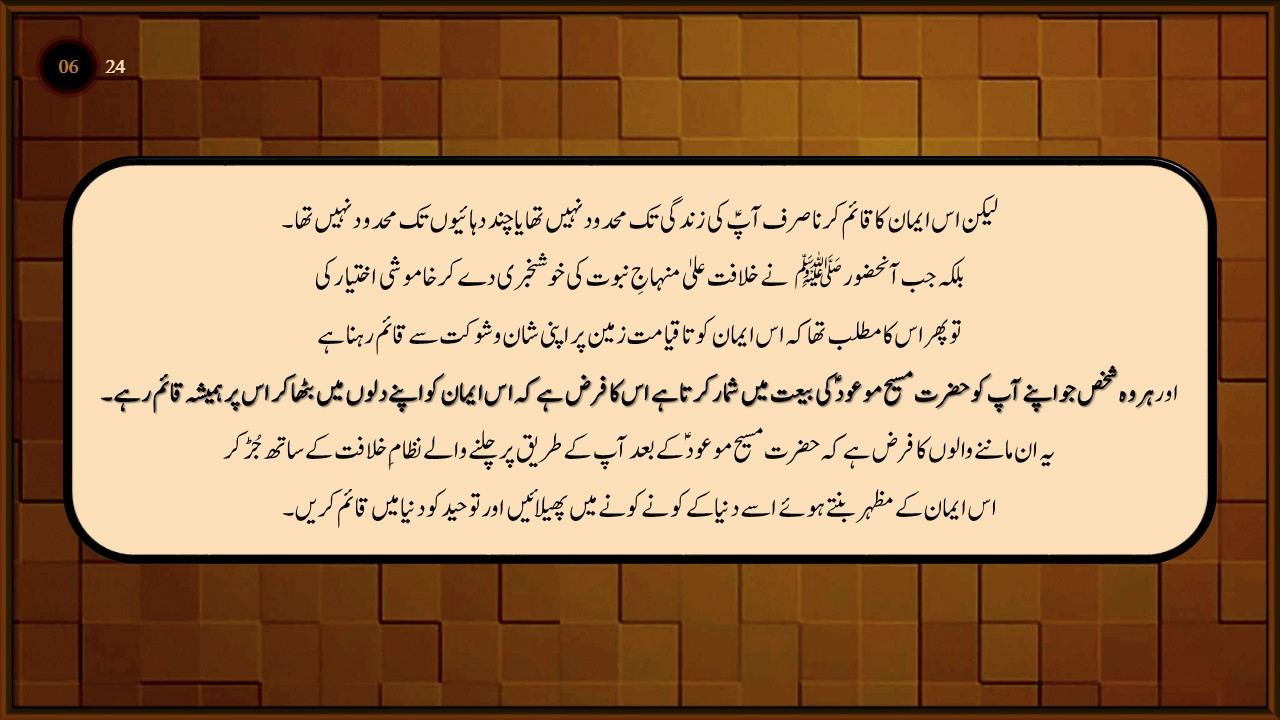 06 24
لیکن اس ایمان کا قائم کرنا صرف آپؑ کی زندگی تک محدود نہیں تھا یا چند دہائیوں تک محدود نہیں تھا۔
بلکہ جب آنحضور ﷺ نے خلافت علیٰ منہاجِ نبوت کی خوشخبری دے کر خاموشی اختیار کی
تو پھر اس کا مطلب تھا کہ اس ایمان کو تا قیامت زمین پر اپنی شان و شوکت سے قائم رہنا ہے
اور ہر وہ شخص جو اپنے آپ کو حضرت مسیح موعودؑ کی بیعت میں شمار کرتا ہے اس کا فرض ہے کہ اس ایمان کو اپنے دلوں میں بٹھا کر اس پر ہمیشہ قائم رہے۔
یہ ان ماننے والوں کا فرض ہے کہ حضرت مسیح موعودؑ کے بعد آپ کے طریق پر چلنے والے نظامِ خلافت کے ساتھ جُڑ کر
اس ایمان کے مظہر بنتے ہوئے اسے دنیا کے کونے کونے میں پھیلائیں اور توحید کو دنیا میں قائم کریں۔